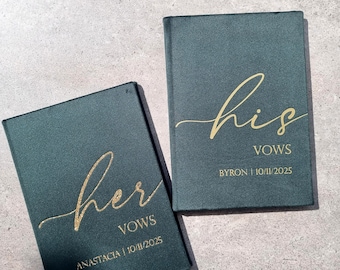 his
VOWS
BYRON | 10/11/2025
her
VOWS
ANASTACIA | 10/11/2025